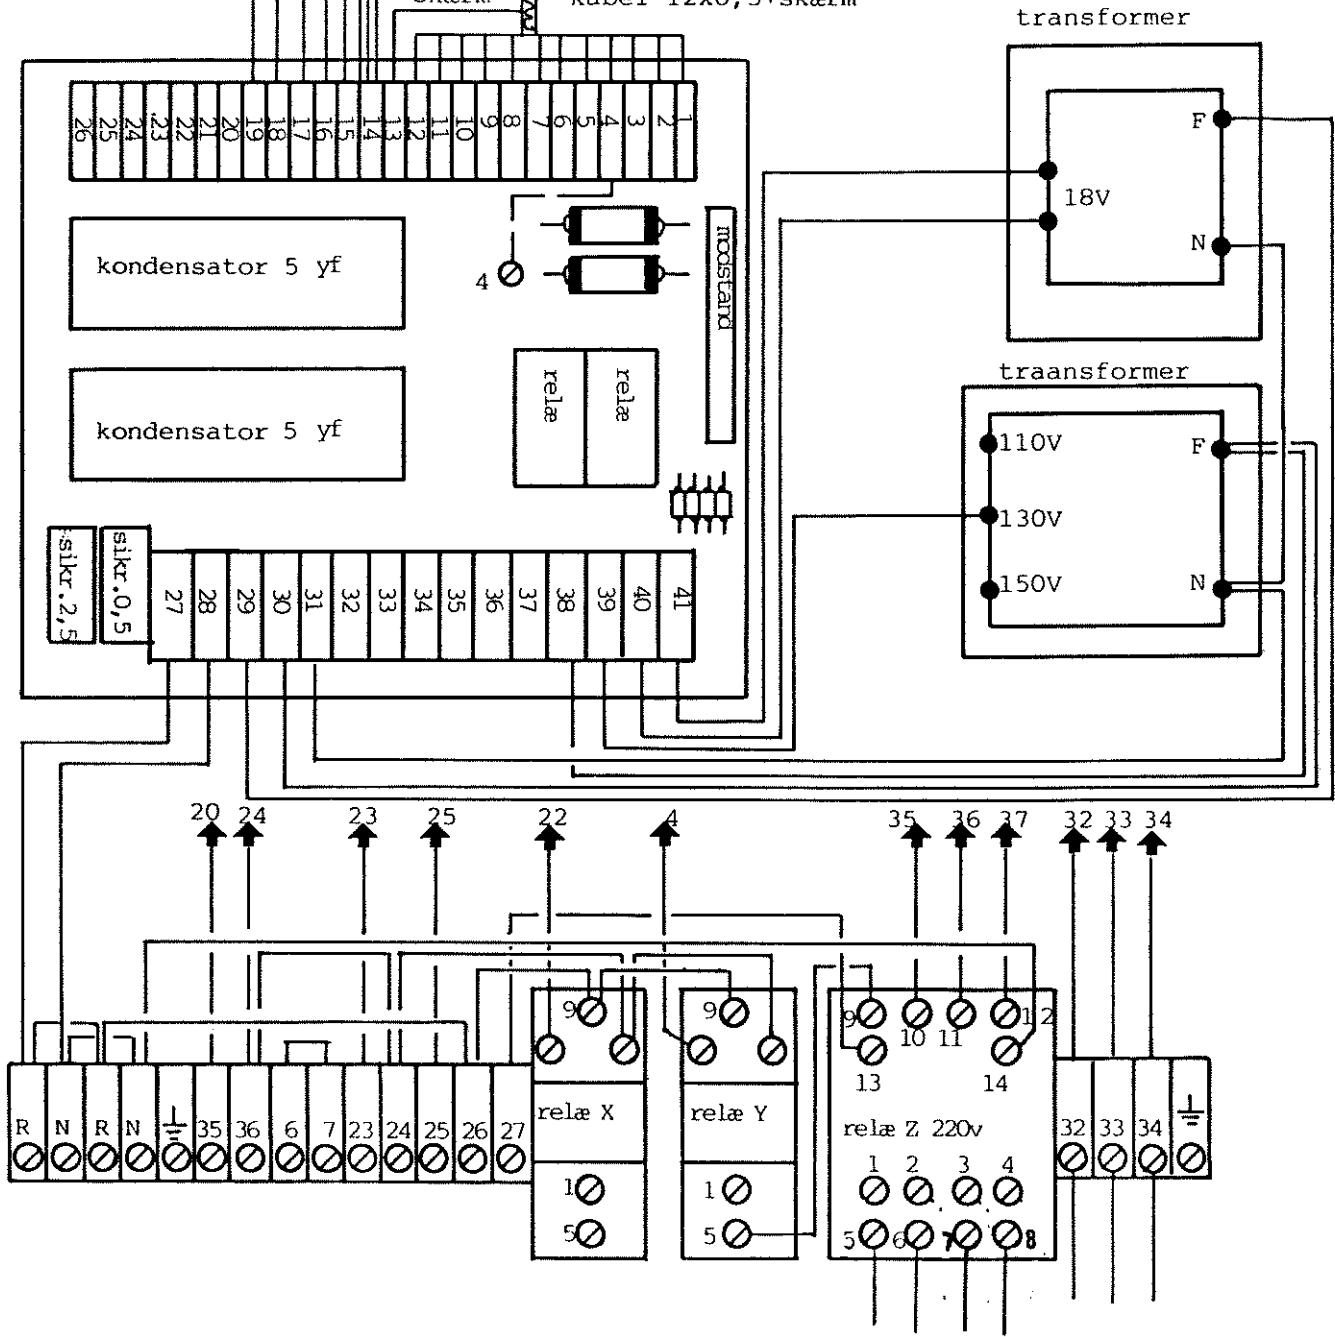 kabel 12x0,5+skærm
transformer
26 25 24 23 22 21 20 19 18 17 16 15 14 13 12 11 10 9 8 7 6 5 4 3 2 1
F
18V
N
kondensator 5 yf
4
modstand
traansformer
relæ
relæ
110V
F
kondensator 5 yf
130V
150V
N
sikr.2,5
sikr.0,5
27 28 29 30 31 32 33 34 35 36 37 38 39 40 41
20 24 23 25 22 4 35 36 37 32 33 34
9
9
9 10 11 12
13 14
R N R N 35 36 6 7 23 24 25 26 27
relæ X
relæ Y
relæ Z 220v
32 33 34
1 2 3 4
1
1
5
5
5 6 7 8